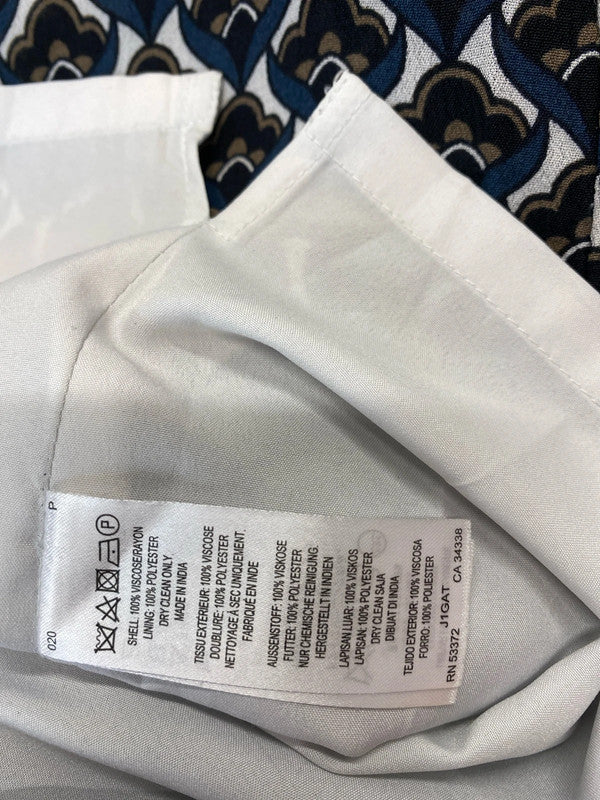 P
020
P
SHELL: 100% VISCOSE/RAYON
LINING: 100% POLYESTER
DRY CLEAN ONLY
MADE IN INDIA
TISSU EXTÉRIEUR: 100% VISCOSE
DOUBLURE: 100% POLYESTER
NETTOYAGE À SEC UNIQUEMENT.
FABRIQUÉ EN INDE
AUSSENSTOFF: 100% VISKOSE
FUTTER: 100% POLYESTER
NUR CHEMISCHE REINIGUNG.
HERGESTELLT IN INDIEN
LAPISAN LUAR: 100% VISKOS
LAPISAN: 100% POLYESTER
DRY CLEAN SAJA
DIBUAT DI INDIA
TEJIDO EXTERIOR: 100% VISCOSA
FORRO: 100% POLIESTER
J1GAT
RN 53372 CA 34338